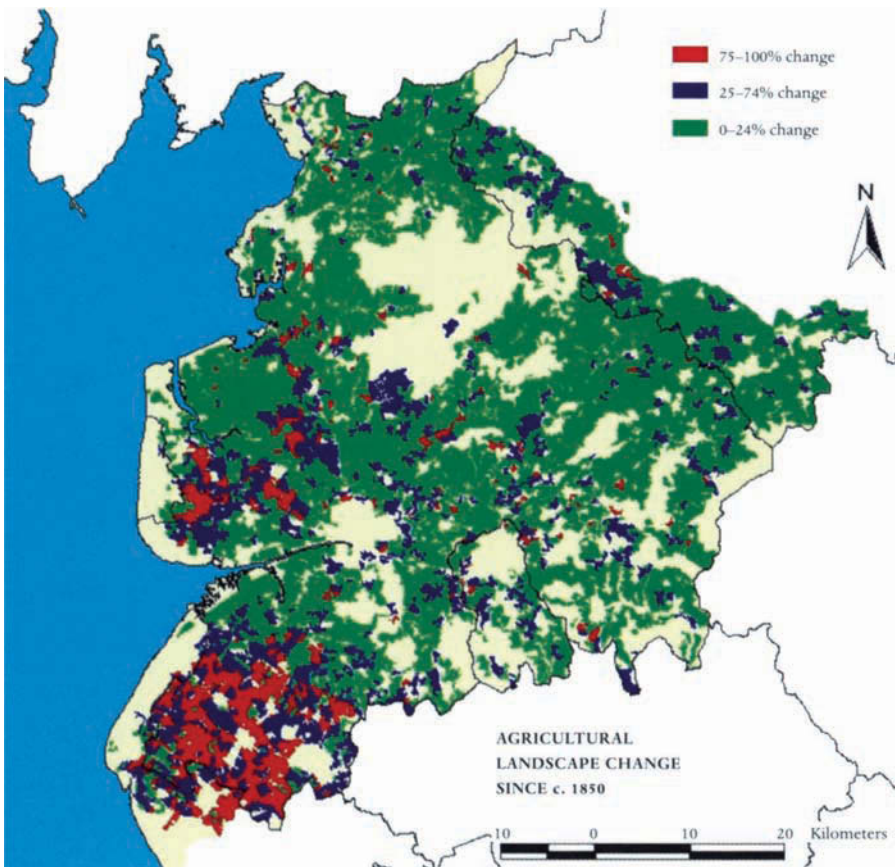 75–100% change
25–74% change
0–24% change
N
AGRICULTURAL
LANDSCAPE CHANGE
SINCE c. 1850
10 0 10 20 Kilometers